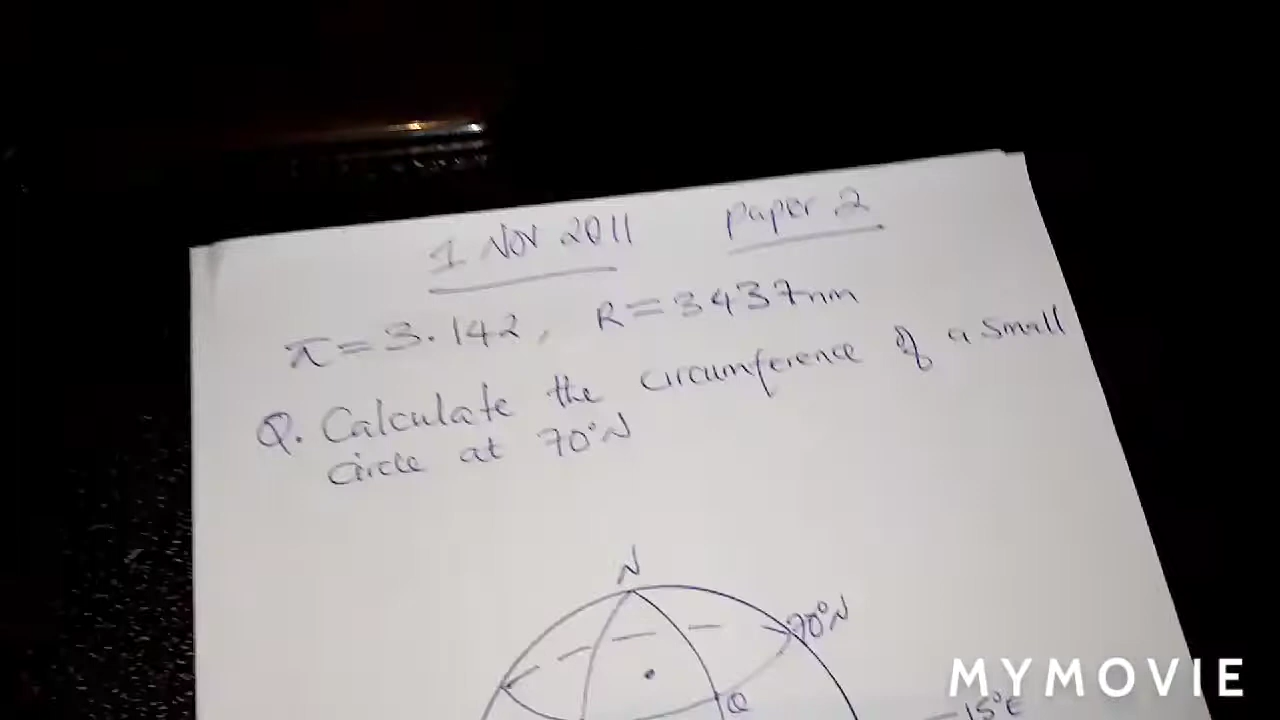 1 Nov 2011 Paper 2
π = 3.142, R = 3437nm
Q. Calculate the circumference of a small
circle at 70°N
N
70°N
Q
15°E
MYMOVIE